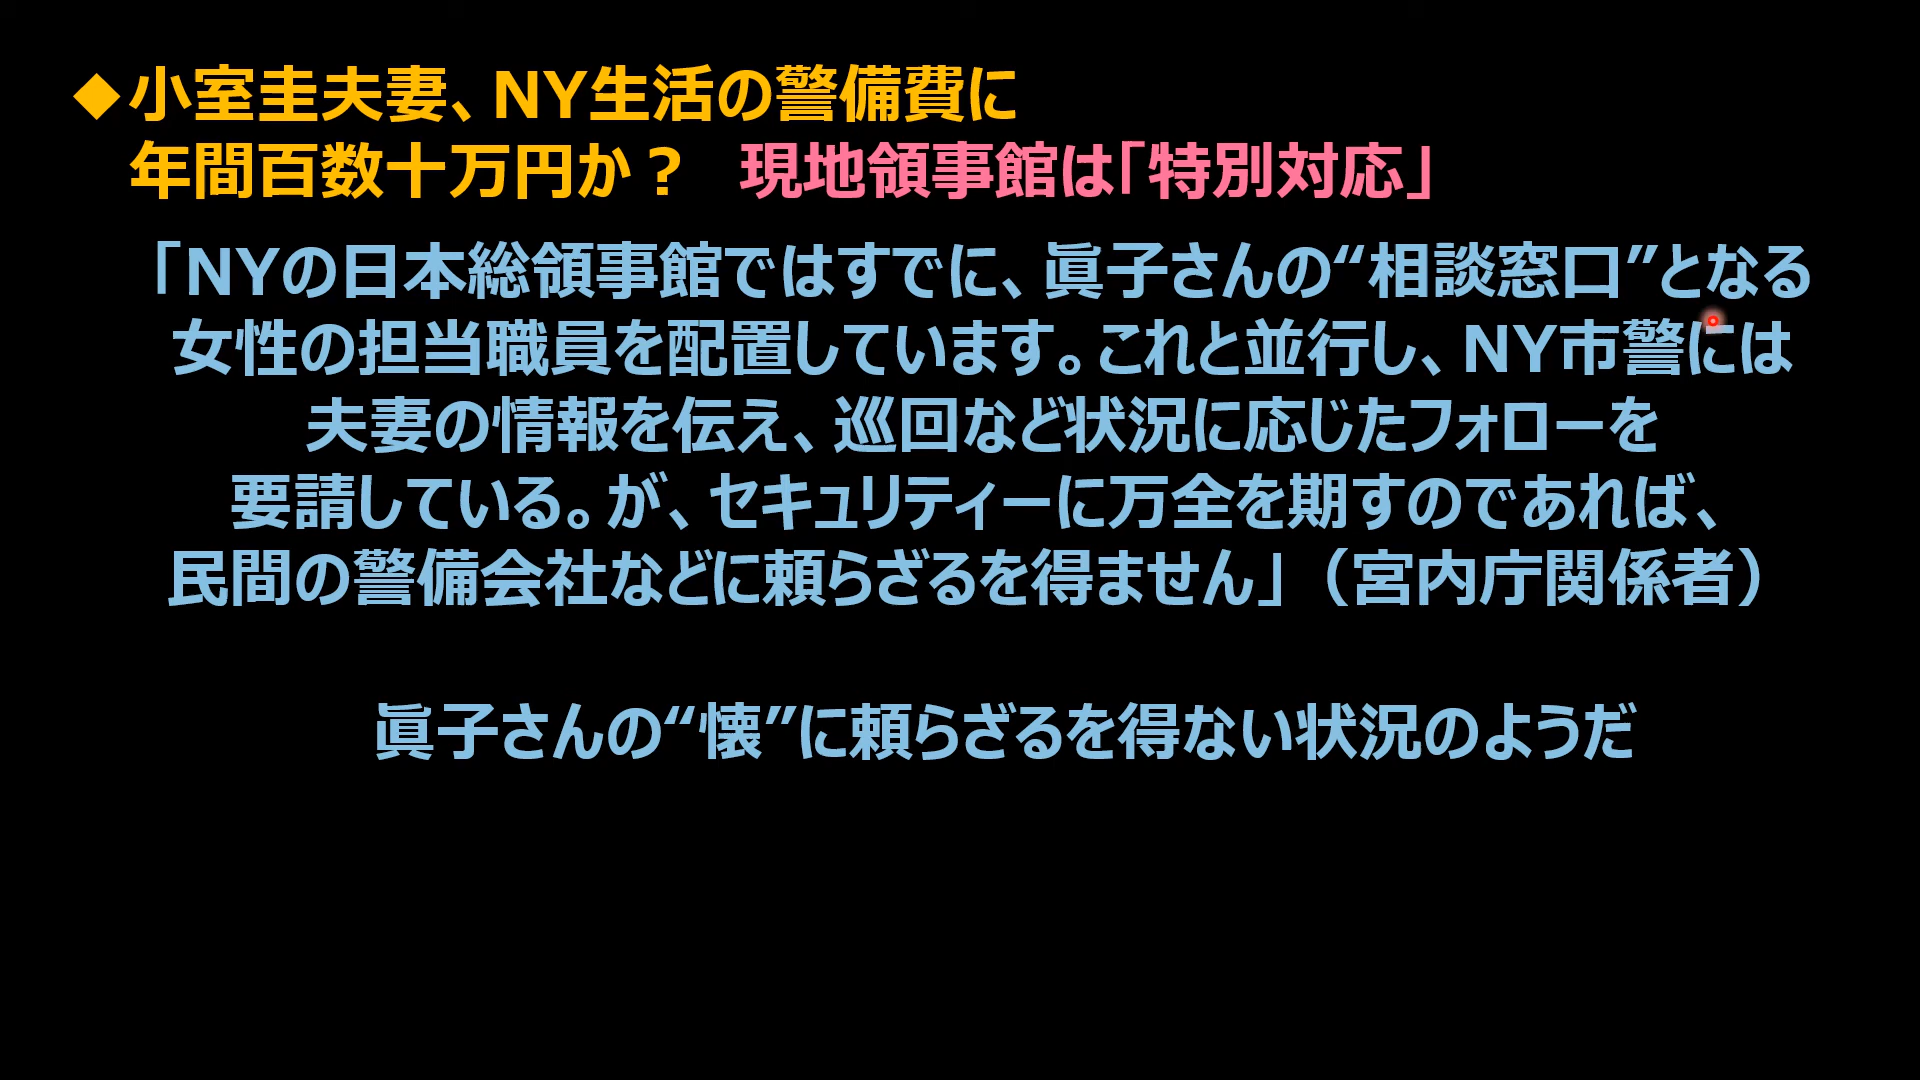 ◆小室圭夫妻、NY生活の警備費に
年間百数十万円か？　現地領事館は「特別対応」
「NYの日本総領事館ではすでに、眞子さんの“相談窓口”となる
女性の担当職員を配置しています。これと並行し、NY市警には
夫妻の情報を伝え、巡回など状況に応じたフォローを
要請している。が、セキュリティーに万全を期すのであれば、
民間の警備会社などに頼らざるを得ません」（宮内庁関係者）
眞子さんの“懐”に頼らざるを得ない状況のようだ